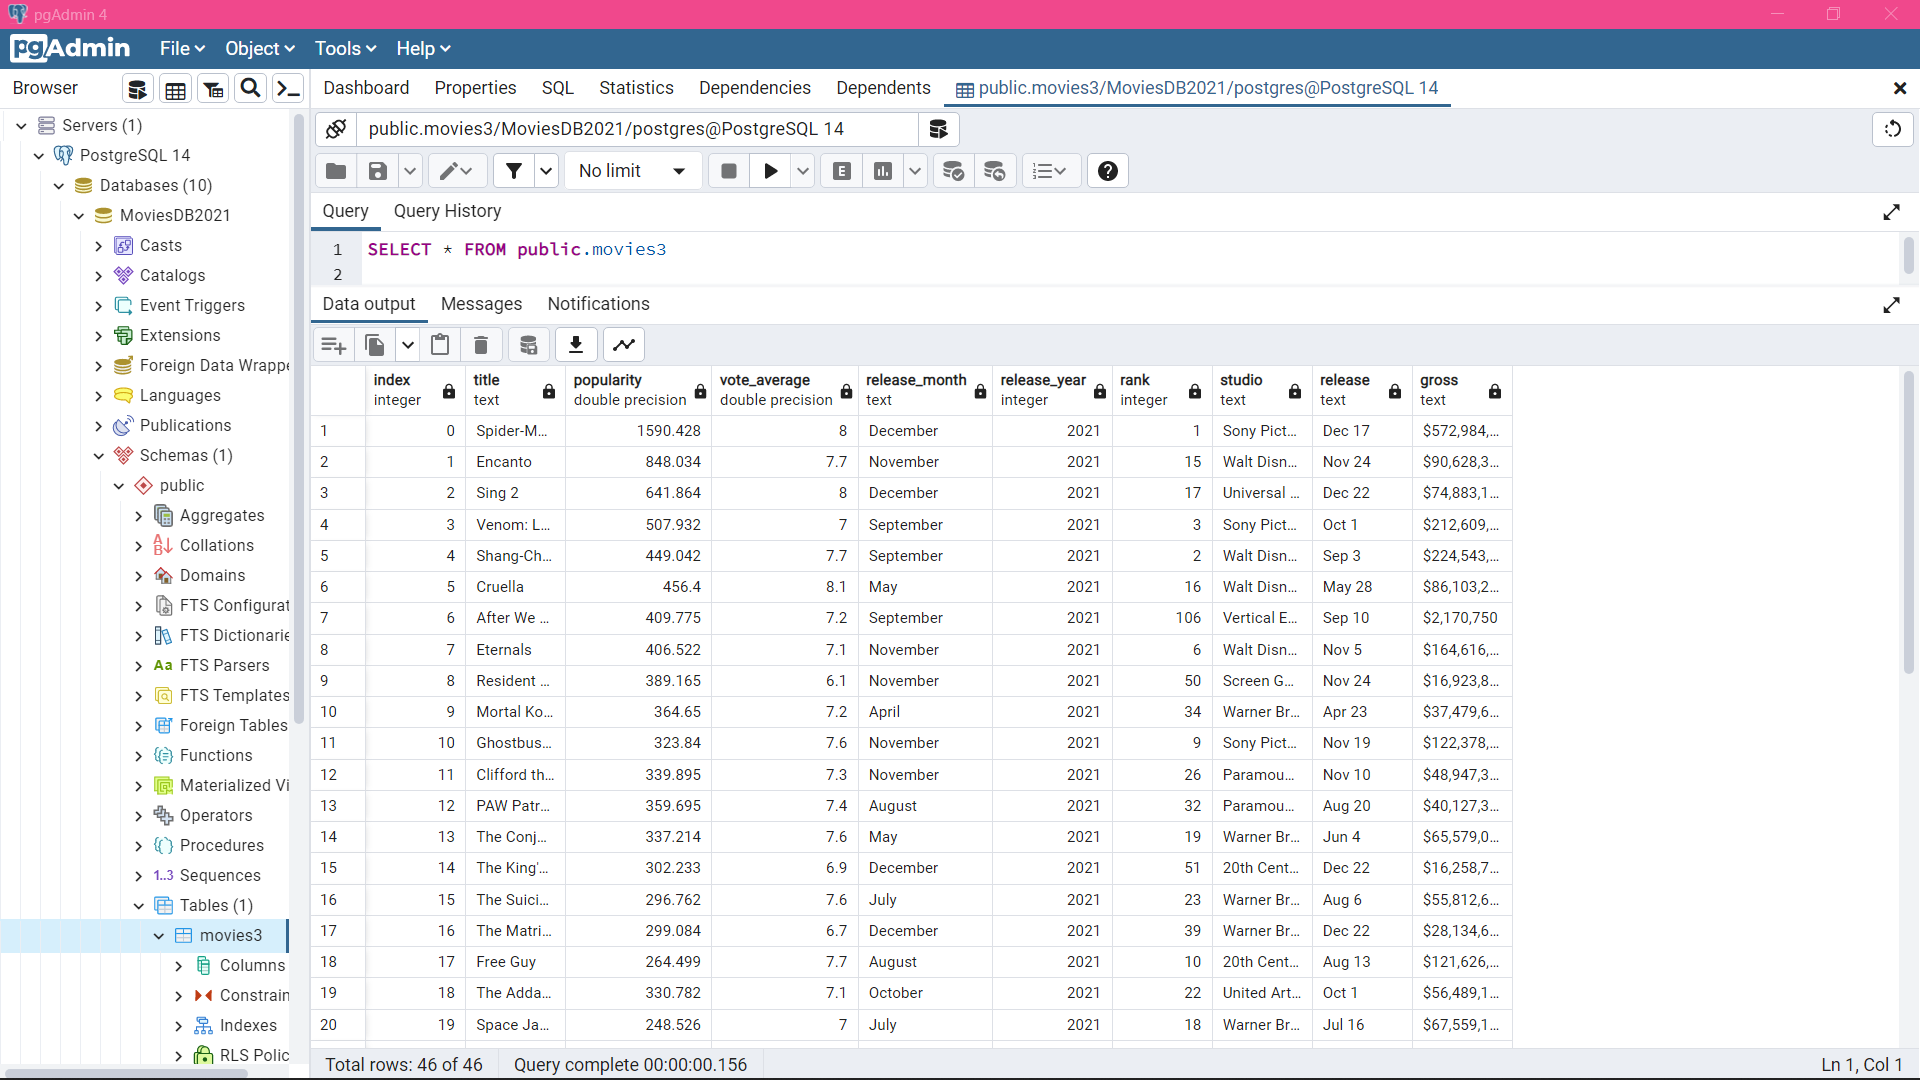 pgAdmin 4
pgAdmin File Object Tools Help
Browser Dashboard Properties SQL Statistics Dependencies Dependents public.movies3/MoviesDB2021/postgres@PostgreSQL 14
Servers (1)
PostgreSQL 14
Databases (10)
MoviesDB2021
Casts
Catalogs
Event Triggers
Extensions
Foreign Data Wrappe
Languages
Publications
Schemas (1)
public
Aggregates
Collations
Domains
FTS Configurat
FTS Dictionarie
Aa FTS Parsers
FTS Templates
Foreign Tables
Functions
Materialized Vi
Operators
Procedures
1..3 Sequences
Tables (1)
movies3
Columns
Constrain
Indexes
RLS Polic
public.movies3/MoviesDB2021/postgres@PostgreSQL 14
No limit E
Query Query History
1 SELECT * FROM public.movies3
2
Data output Messages Notifications
index title popularity vote_average release_month release_year rank studio release gross
integer text double precision double precision text integer integer text text text
1 0 Spider-M... 1590.428 8 December 2021 1 Sony Pict... Dec 17 $572,984,...
2 1 Encanto 848.034 7.7 November 2021 15 Walt Disn... Nov 24 $90,628,3...
3 2 Sing 2 641.864 8 December 2021 17 Universal ... Dec 22 $74,883,1...
4 3 Venom: L... 507.932 7 September 2021 3 Sony Pict... Oct 1 $212,609,...
5 4 Shang-Ch... 449.042 7.7 September 2021 2 Walt Disn... Sep 3 $224,543,...
6 5 Cruella 456.4 8.1 May 2021 16 Walt Disn... May 28 $86,103,2...
7 6 After We ... 409.775 7.2 September 2021 106 Vertical E... Sep 10 $2,170,750
8 7 Eternals 406.522 7.1 November 2021 6 Walt Disn... Nov 5 $164,616,...
9 8 Resident ... 389.165 6.1 November 2021 50 Screen G... Nov 24 $16,923,8...
10 9 Mortal Ko... 364.65 7.2 April 2021 34 Warner Br... Apr 23 $37,479,6...
11 10 Ghostbus... 323.84 7.6 November 2021 9 Sony Pict... Nov 19 $122,378,...
12 11 Clifford th... 339.895 7.3 November 2021 26 Paramou... Nov 10 $48,947,3...
13 12 PAW Patr... 359.695 7.4 August 2021 32 Paramou... Aug 20 $40,127,3...
14 13 The Conj... 337.214 7.6 May 2021 19 Warner Br... Jun 4 $65,579,0...
15 14 The King'... 302.233 6.9 December 2021 51 20th Cent... Dec 22 $16,258,7...
16 15 The Suici... 296.762 7.6 July 2021 23 Warner Br... Aug 6 $55,812,6...
17 16 The Matri... 299.084 6.7 December 2021 39 Warner Br... Dec 22 $28,134,6...
18 17 Free Guy 264.499 7.7 August 2021 10 20th Cent... Aug 13 $121,626,...
19 18 The Adda... 330.782 7.1 October 2021 22 United Art... Oct 1 $56,489,1...
20 19 Space Ja... 248.526 7 July 2021 18 Warner Br... Jul 16 $67,559,1...
Total rows: 46 of 46 Query complete 00:00:00.156 Ln 1, Col 1